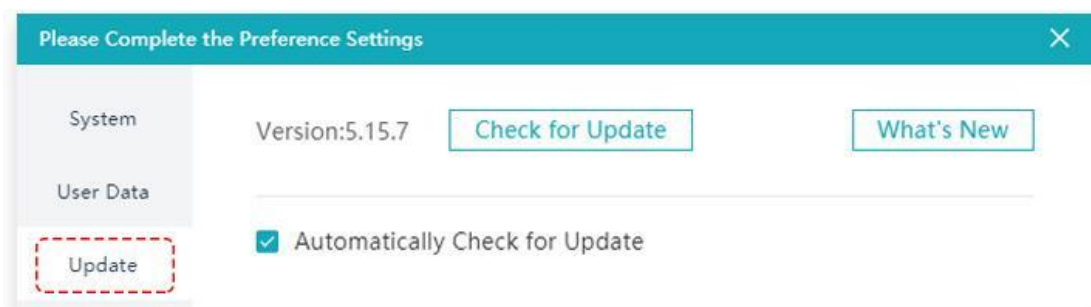 Please Complete the Preference Settings
System
Version:5.15.7 Check for Update What's New
User Data
Automatically Check for Update
Update